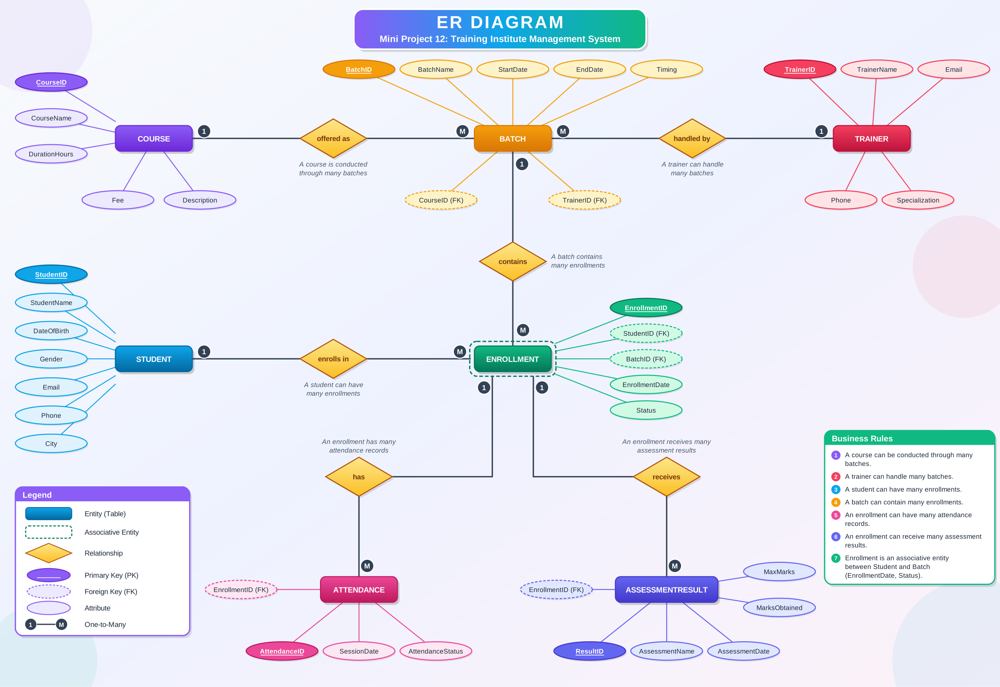 ER DIAGRAM
Mini Project 12: Training Institute Management System
BatchID
BatchName
StartDate
EndDate
Timing
TrainerID
TrainerName
Email
CourseID
CourseName
DurationHours
COURSE
1
offered as
M
BATCH
M
handled by
1
TRAINER
A course is conducted
through many batches
1
A trainer can handle
many batches
Fee
Description
CourseID (FK)
TrainerID (FK)
Phone
Specialization
contains
A batch contains
many enrollments
StudentID
StudentName
DateOfBirth
Gender
Email
Phone
City
STUDENT
1
enrolls in
M
A student can have
many enrollments
M
ENROLLMENT
1
1
EnrollmentID
StudentID (FK)
BatchID (FK)
EnrollmentDate
Status
An enrollment has many
attendance records
has
An enrollment receives many
assessment results
receives
Business Rules
1 A course can be conducted through many
batches.
2 A trainer can handle many batches.
3 A student can have many enrollments.
4 A batch can contain many enrollments.
5 An enrollment can have many attendance
records.
6 An enrollment can receive many assessment
results.
7 Enrollment is an associative entity
between Student and Batch
(EnrollmentDate, Status).
Legend
Entity (Table)
Associative Entity
Relationship
Primary Key (PK)
Foreign Key (FK)
Attribute
1 M One-to-Many
M
EnrollmentID (FK)
ATTENDANCE
AttendanceID
SessionDate
AttendanceStatus
M
EnrollmentID (FK)
ASSESSMENTRESULT
MaxMarks
MarksObtained
ResultID
AssessmentName
AssessmentDate